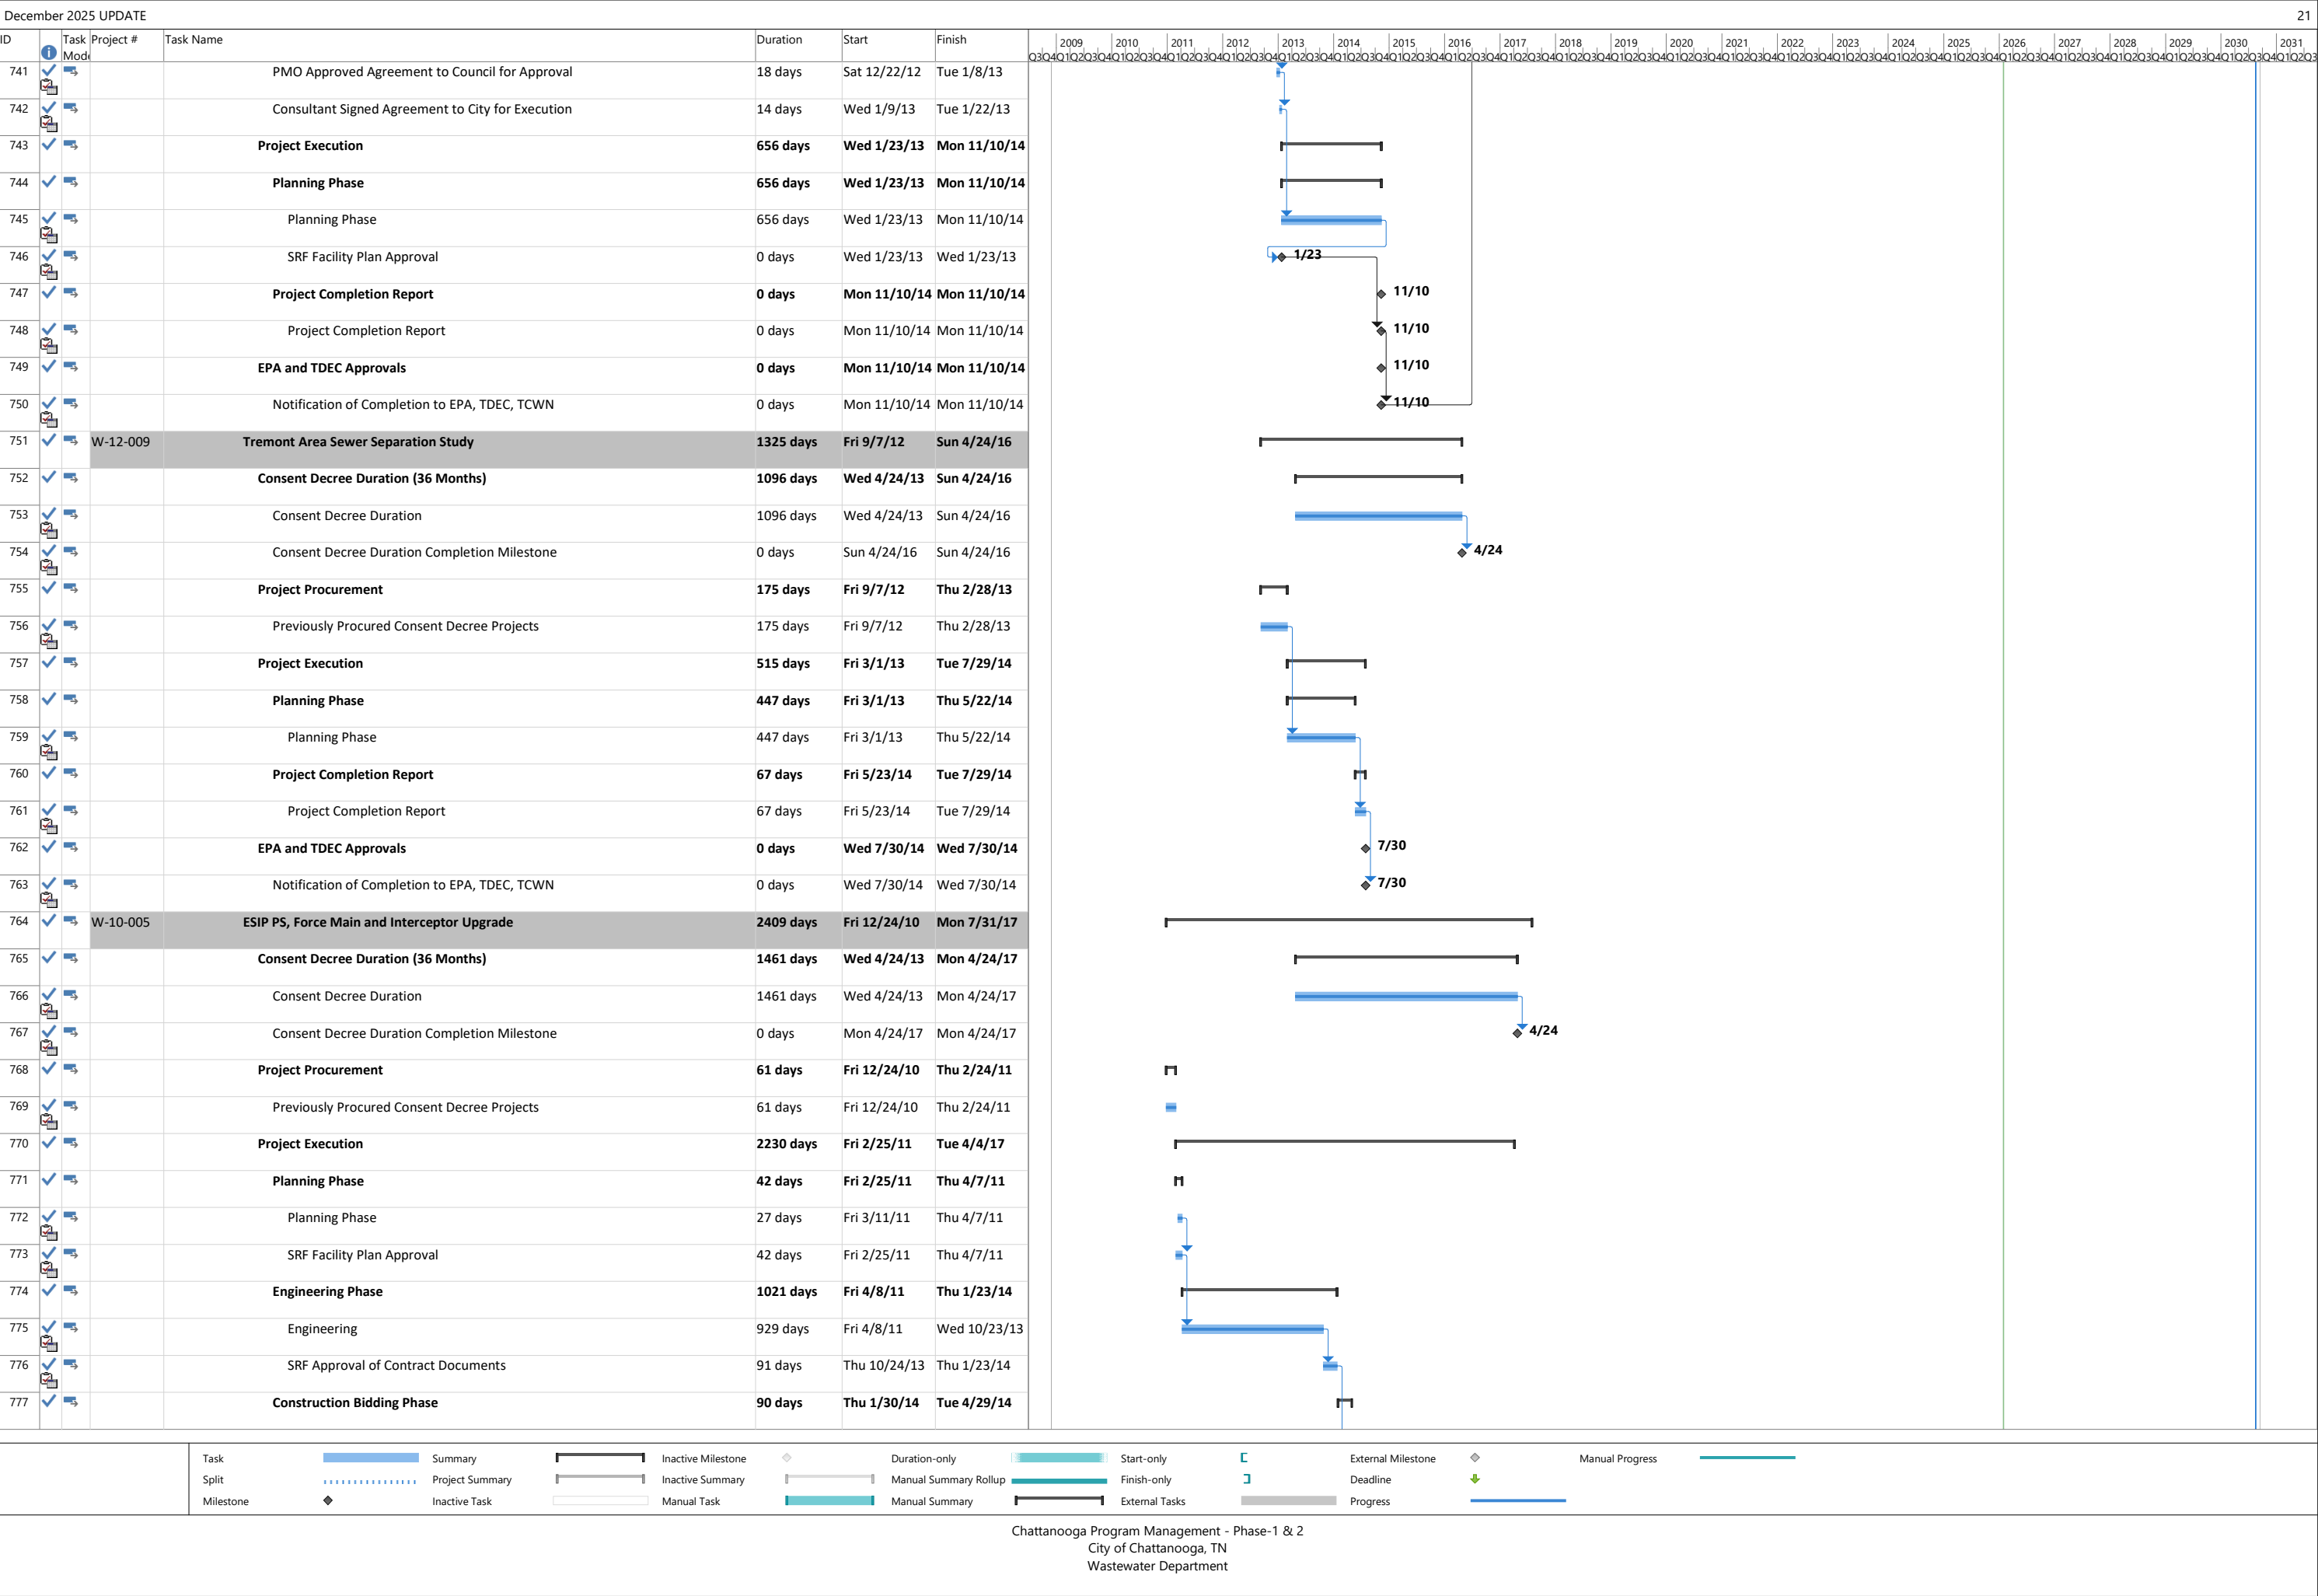 December 2025 UPDATE 21
ID Task Mode Project # Task Name Duration Start Finish 2009 2010 2011 2012 2013 2014 2015 2016 2017 2018 2019 2020 2021 2022 2023 2024 2025 2026 2027 2028 2029 2030 2031
741 PMO Approved Agreement to Council for Approval 18 days Sat 12/22/12 Tue 1/8/13
742 Consultant Signed Agreement to City for Execution 14 days Wed 1/9/13 Tue 1/22/13
743 Project Execution 656 days Wed 1/23/13 Mon 11/10/14
744 Planning Phase 656 days Wed 1/23/13 Mon 11/10/14
745 Planning Phase 656 days Wed 1/23/13 Mon 11/10/14
746 SRF Facility Plan Approval 0 days Wed 1/23/13 Wed 1/23/13 1/23
747 Project Completion Report 0 days Mon 11/10/14 Mon 11/10/14 11/10
748 Project Completion Report 0 days Mon 11/10/14 Mon 11/10/14 11/10
749 EPA and TDEC Approvals 0 days Mon 11/10/14 Mon 11/10/14 11/10
750 Notification of Completion to EPA, TDEC, TCWN 0 days Mon 11/10/14 Mon 11/10/14 11/10
751 W-12-009 Tremont Area Sewer Separation Study 1325 days Fri 9/7/12 Sun 4/24/16
752 Consent Decree Duration (36 Months) 1096 days Wed 4/24/13 Sun 4/24/16
753 Consent Decree Duration 1096 days Wed 4/24/13 Sun 4/24/16
754 Consent Decree Duration Completion Milestone 0 days Sun 4/24/16 Sun 4/24/16 4/24
755 Project Procurement 175 days Fri 9/7/12 Thu 2/28/13
756 Previously Procured Consent Decree Projects 175 days Fri 9/7/12 Thu 2/28/13
757 Project Execution 515 days Fri 3/1/13 Tue 7/29/14
758 Planning Phase 447 days Fri 3/1/13 Thu 5/22/14
759 Planning Phase 447 days Fri 3/1/13 Thu 5/22/14
760 Project Completion Report 67 days Fri 5/23/14 Tue 7/29/14
761 Project Completion Report 67 days Fri 5/23/14 Tue 7/29/14
762 EPA and TDEC Approvals 0 days Wed 7/30/14 Wed 7/30/14 7/30
763 Notification of Completion to EPA, TDEC, TCWN 0 days Wed 7/30/14 Wed 7/30/14 7/30
764 W-10-005 ESIP PS, Force Main and Interceptor Upgrade 2409 days Fri 12/24/10 Mon 7/31/17
765 Consent Decree Duration (36 Months) 1461 days Wed 4/24/13 Mon 4/24/17
766 Consent Decree Duration 1461 days Wed 4/24/13 Mon 4/24/17
767 Consent Decree Duration Completion Milestone 0 days Mon 4/24/17 Mon 4/24/17 4/24
768 Project Procurement 61 days Fri 12/24/10 Thu 2/24/11
769 Previously Procured Consent Decree Projects 61 days Fri 12/24/10 Thu 2/24/11
770 Project Execution 2230 days Fri 2/25/11 Tue 4/4/17
771 Planning Phase 42 days Fri 2/25/11 Thu 4/7/11
772 Planning Phase 27 days Fri 3/11/11 Thu 4/7/11
773 SRF Facility Plan Approval 42 days Fri 2/25/11 Thu 4/7/11
774 Engineering Phase 1021 days Fri 4/8/11 Thu 1/23/14
775 Engineering 929 days Fri 4/8/11 Wed 10/23/13
776 SRF Approval of Contract Documents 91 days Thu 10/24/13 Thu 1/23/14
777 Construction Bidding Phase 90 days Thu 1/30/14 Tue 4/29/14
Task Summary Inactive Milestone Duration-only Start-only External Milestone Manual Progress
Split Project Summary Inactive Summary Manual Summary Rollup Finish-only Deadline
Milestone Inactive Task Manual Task Manual Summary External Tasks Progress
Chattanooga Program Management - Phase-1 & 2
City of Chattanooga, TN
Wastewater Department